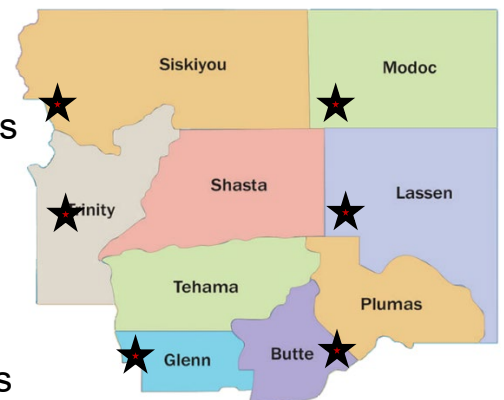 Siskiyou
Modoc
s
Shasta
Lassen
Trinity
Tehama
Plumas
Glenn
Butte
s